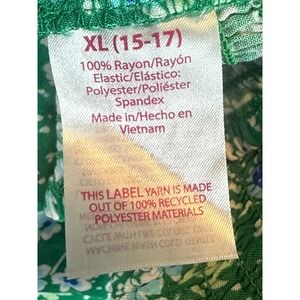 XL (15-17)
100% Rayon/Rayón
Elastic/Elástico:
Polyester/Poliéster
Spandex
Made in/Hecho en
Vietnam
THIS LABEL YARN IS MADE
OUT OF 100% RECYCLED
POLYESTER MATERIALS